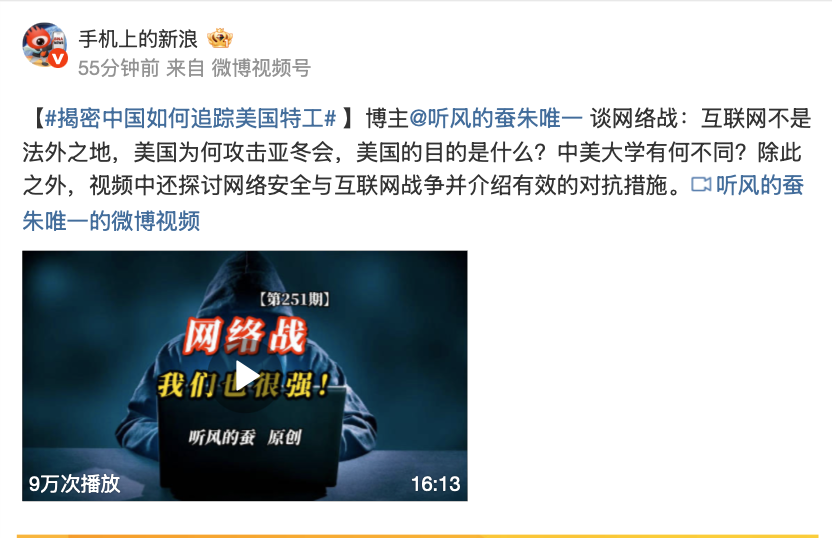 手机上的新浪
55分钟前 来自 微博视频号
【#揭密中国如何追踪美国特工# 】博主@听风的蚕朱唯一 谈网络战：互联网不是
法外之地，美国为何攻击亚冬会，美国的目的是什么？中美大学有何不同？除此
之外，视频中还探讨网络安全与互联网战争并介绍有效的对抗措施。听风的蚕
朱唯一的微博视频
【第251期】
网络战
我们也很强！
听风的蚕 原创
9万次播放
16:13